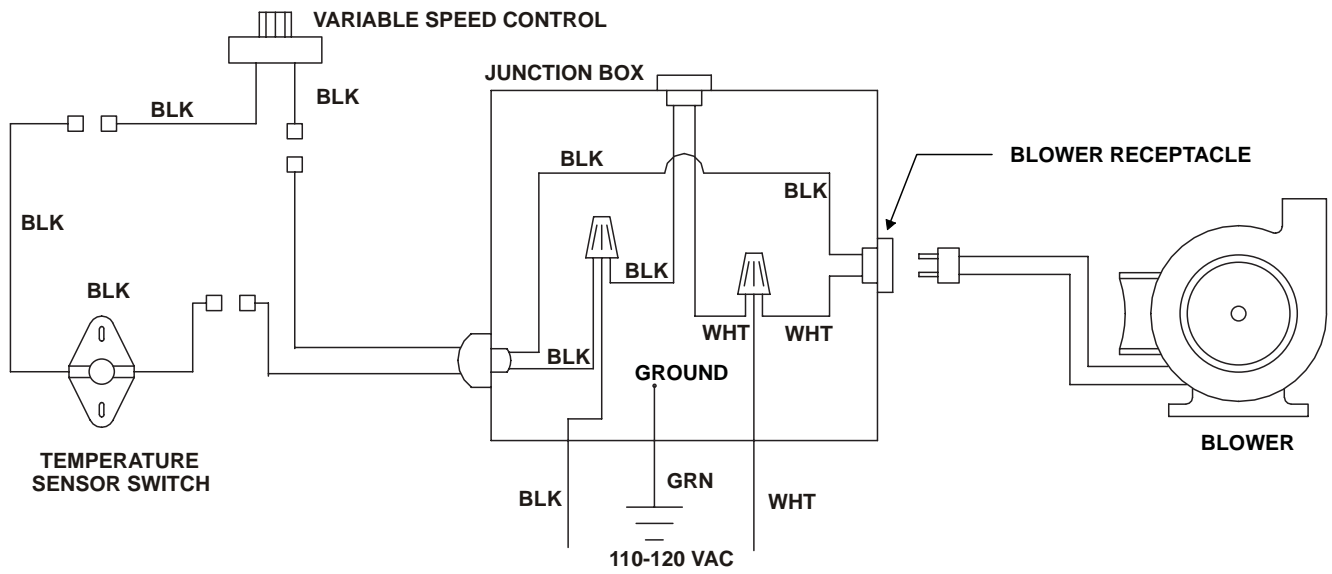 VARIABLE SPEED CONTROL
JUNCTION BOX
BLK
BLK
BLK
BLK
BLOWER RECEPTACLE
BLK
BLK
BLK
WHT
WHT
BLK
GROUND
TEMPERATURE
SENSOR SWITCH
BLOWER
BLK
GRN
WHT
110-120 VAC